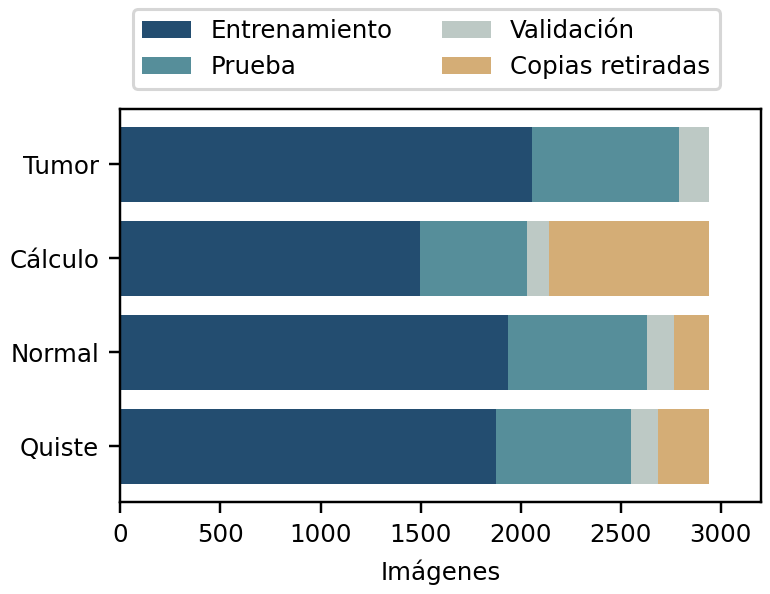 Entrenamiento
Prueba
Validación
Copias retiradas
Tumor
Cálculo
Normal
Quiste
0 500 1000 1500 2000 2500 3000
Imágenes